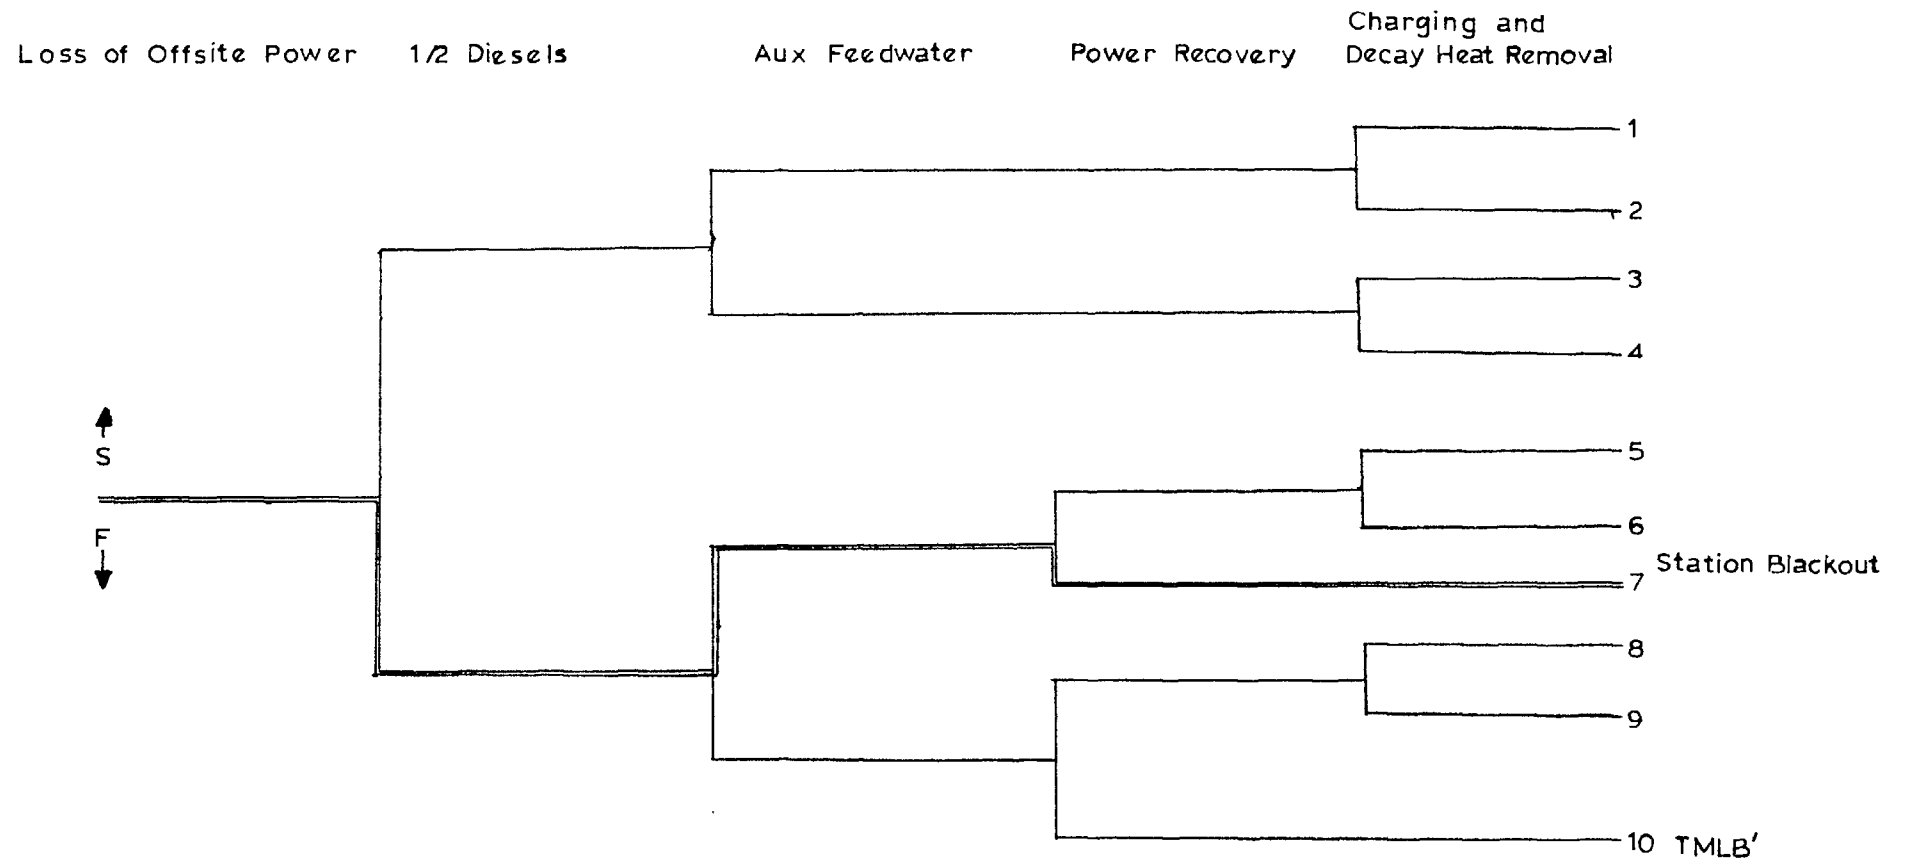 Loss of Offsite Power
1/2 Diesels
Aux Feedwater
Power Recovery
Charging and
Decay Heat Removal
1
2
3
4
S
F
5
6
7 Station Blackout
8
9
10 TMLB'